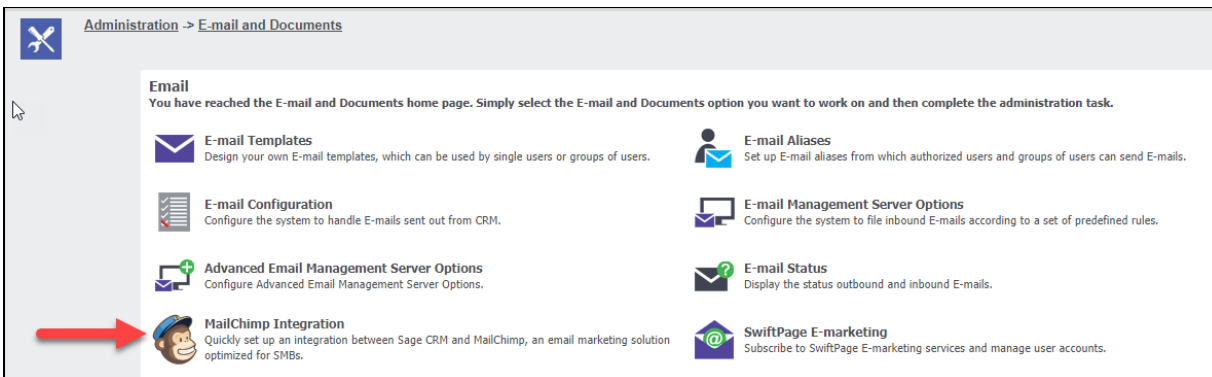 Administration -> E-mail and Documents
Email
You have reached the E-mail and Documents home page. Simply select the E-mail and Documents option you want to work on and then complete the administration task.
E-mail Templates
Design your own E-mail templates, which can be used by single users or groups of users.
E-mail Aliases
Set up E-mail aliases from which authorized users and groups of users can send E-mails.
E-mail Configuration
Configure the system to handle E-mails sent out from CRM.
E-mail Management Server Options
Configure the system to file inbound E-mails according to a set of predefined rules.
Advanced Email Management Server Options
Configure Advanced Email Management Server Options.
E-mail Status
Display the status outbound and inbound E-mails.
MailChimp Integration
Quickly set up an integration between Sage CRM and MailChimp, an email marketing solution
optimized for SMBs.
SwiftPage E-marketing
Subscribe to SwiftPage E-marketing services and manage user accounts.